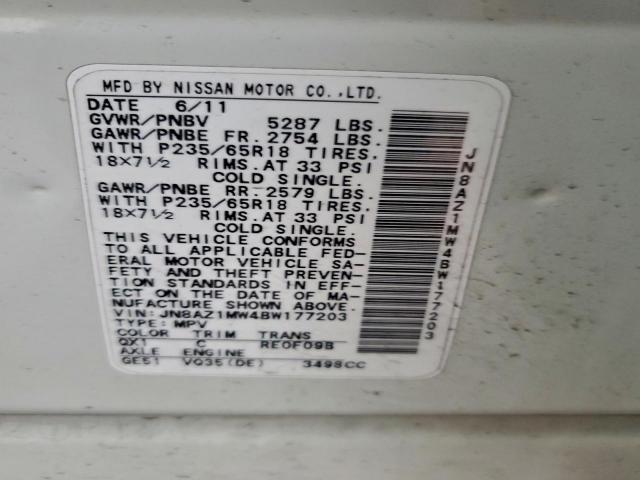 MFD BY NISSAN MOTOR CO.,LTD.
DATE 6/11
GVWR/PNBV 5287 LBS.
GAWR/PNBE FR. 2754 LBS.
WITH P235/65R18 TIRES.
18×7½ RIMS. AT 33 PSI
COLD SINGLE.
GAWR/PNBE RR. 2579 LBS.
WITH P235/65R18 TIRES.
18×7½ RIMS. AT 33 PSI
COLD SINGLE.
THIS VEHICLE CONFORMS
TO ALL APPLICABLE FED-
ERAL MOTOR VEHICLE SA-
FETY AND THEFT PREVEN-
TION STANDARDS IN EFF-
ECT ON THE DATE OF MA-
NUFACTURE SHOWN ABOVE.
VIN: JN8AZ1MW4BW177203
TYPE: MPV
COLOR TRIM TRANS
QX1 C RE0F09B
AXLE ENGINE
GE51 VQ35(DE) 3498CC
JN8AZ1MW4BW177203